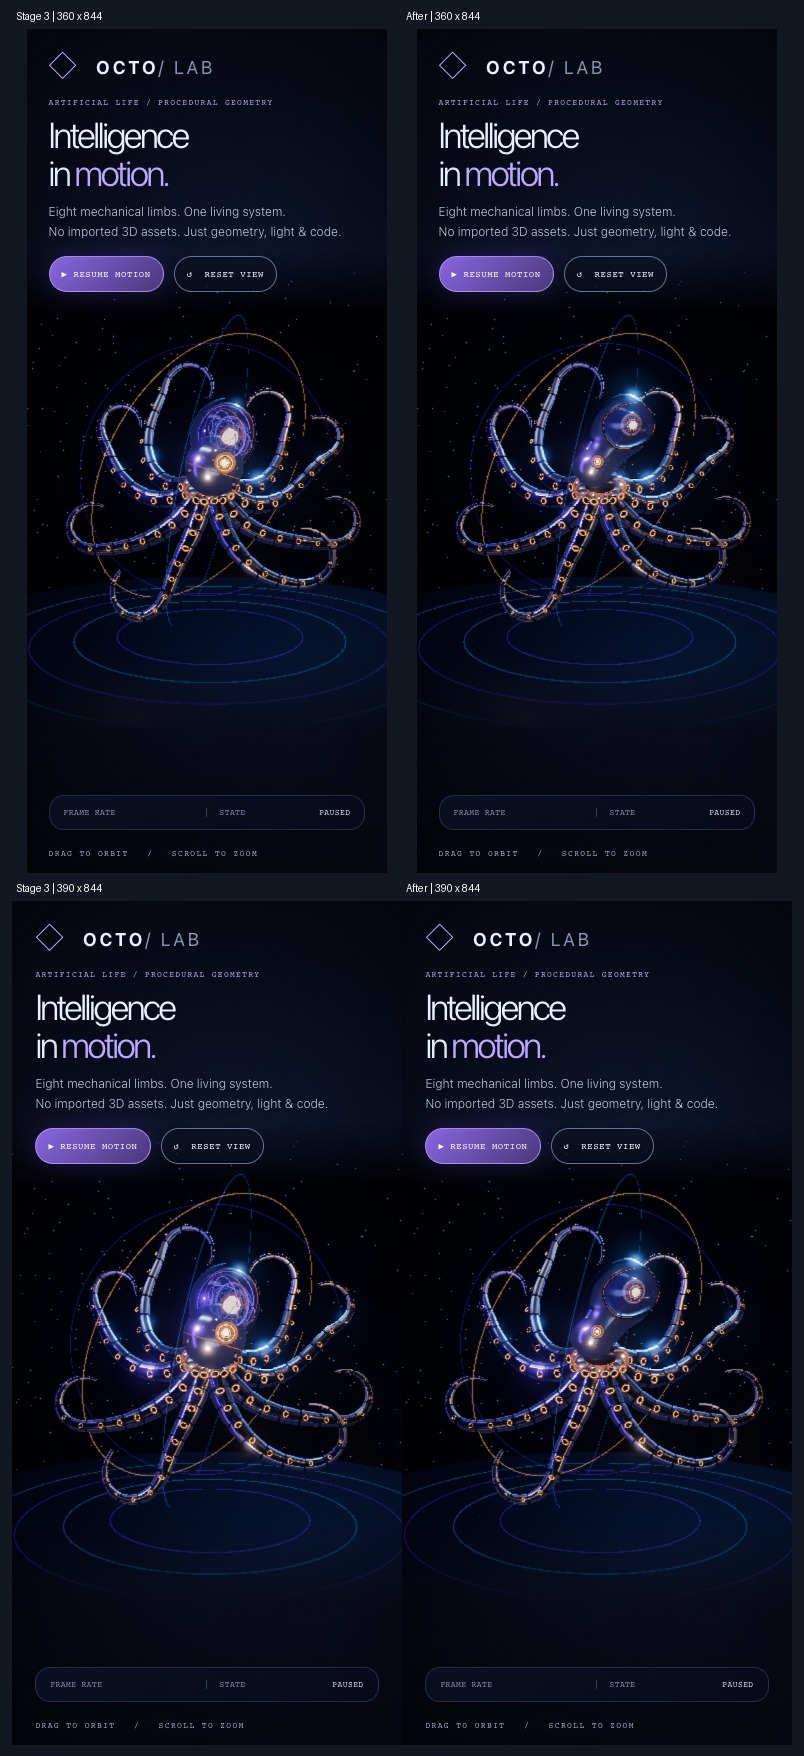 Stage 3 | 360 x 844
OCTO/ LAB
ARTIFICIAL LIFE / PROCEDURAL GEOMETRY
Intelligence
in motion.
Eight mechanical limbs. One living system.
No imported 3D assets. Just geometry, light & code.
▶ RESUME MOTION
↺ RESET VIEW
FRAME RATE | STATE PAUSED
DRAG TO ORBIT / SCROLL TO ZOOM
After | 360 x 844
OCTO/ LAB
ARTIFICIAL LIFE / PROCEDURAL GEOMETRY
Intelligence
in motion.
Eight mechanical limbs. One living system.
No imported 3D assets. Just geometry, light & code.
▶ RESUME MOTION
↺ RESET VIEW
FRAME RATE | STATE PAUSED
DRAG TO ORBIT / SCROLL TO ZOOM
Stage 3 | 390 x 844
OCTO/ LAB
ARTIFICIAL LIFE / PROCEDURAL GEOMETRY
Intelligence
in motion.
Eight mechanical limbs. One living system.
No imported 3D assets. Just geometry, light & code.
▶ RESUME MOTION
↺ RESET VIEW
FRAME RATE | STATE PAUSED
DRAG TO ORBIT / SCROLL TO ZOOM
After | 390 x 844
OCTO/ LAB
ARTIFICIAL LIFE / PROCEDURAL GEOMETRY
Intelligence
in motion.
Eight mechanical limbs. One living system.
No imported 3D assets. Just geometry, light & code.
▶ RESUME MOTION
↺ RESET VIEW
FRAME RATE | STATE PAUSED
DRAG TO ORBIT / SCROLL TO ZOOM